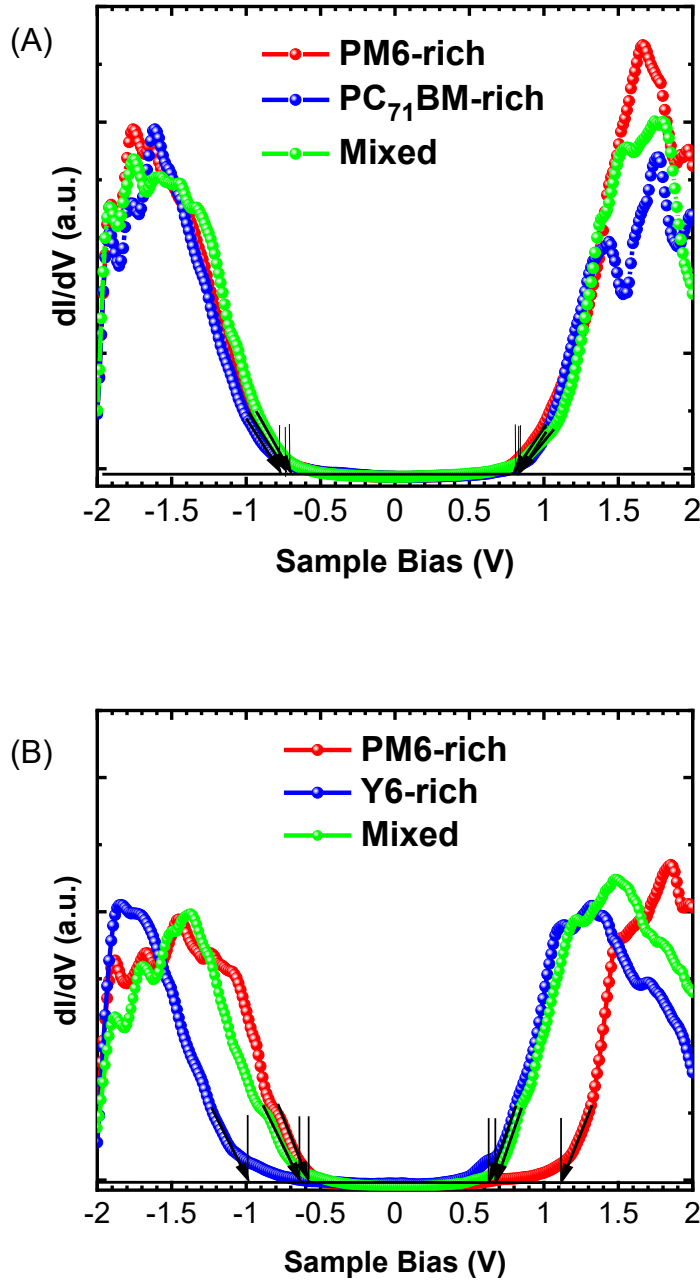 (A)
PM6-rich
PC₇₁BM-rich
Mixed
dI/dV (a.u.)
-2 -1.5 -1 -0.5 0 0.5 1 1.5 2
Sample Bias (V)
(B)
PM6-rich
Y6-rich
Mixed
dI/dV (a.u.)
-2 -1.5 -1 -0.5 0 0.5 1 1.5 2
Sample Bias (V)